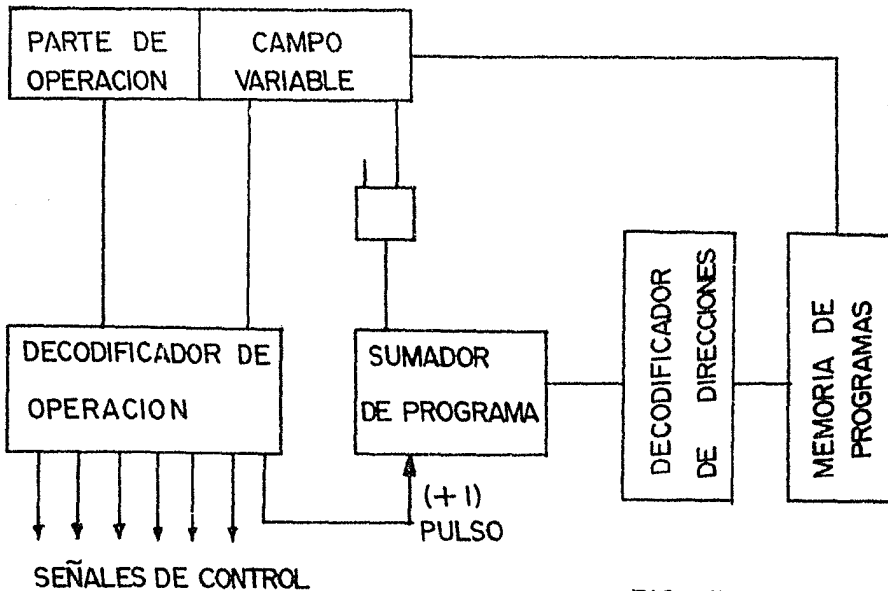 PARTE DE
OPERACION
CAMPO
VARIABLE
DECODIFICADOR DE
OPERACION
SUMADOR
DE PROGRAMA
DECODIFICADOR
DE DIRECCIONES
MEMORIA DE
PROGRAMAS
(+1)
PULSO
SEÑALES DE CONTROL